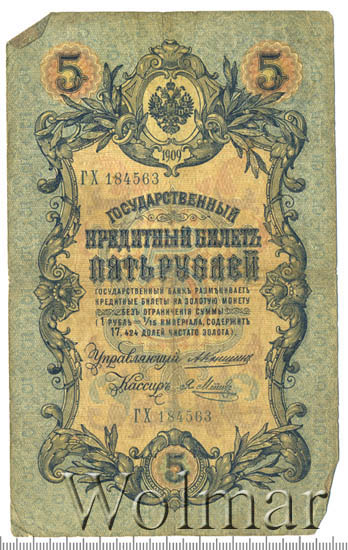 5 5
1909
ГХ 184563
ГОСУДАРСТВЕННЫЙ
КРЕДИТНЫЙ БИЛЕТЪ
ПЯТЬ РУБЛЕЙ
ГОСУДАРСТВЕННЫЙ БАНКЪ РАЗМѢНИВАЕТЪ
КРЕДИТНЫЕ БИЛЕТЫ НА ЗОЛОТУЮ МОНЕТУ
БЕЗЪ ОГРАНИЧЕНІЯ СУММЫ
(1 РУБЛЬ = 1/15 ИМПЕРІАЛА, СОДЕРЖИТЪ
17,424 ДОЛЕЙ ЧИСТАГО ЗОЛОТА).
Управляющій
Кассиръ
ГХ 184563
5
Wolmar